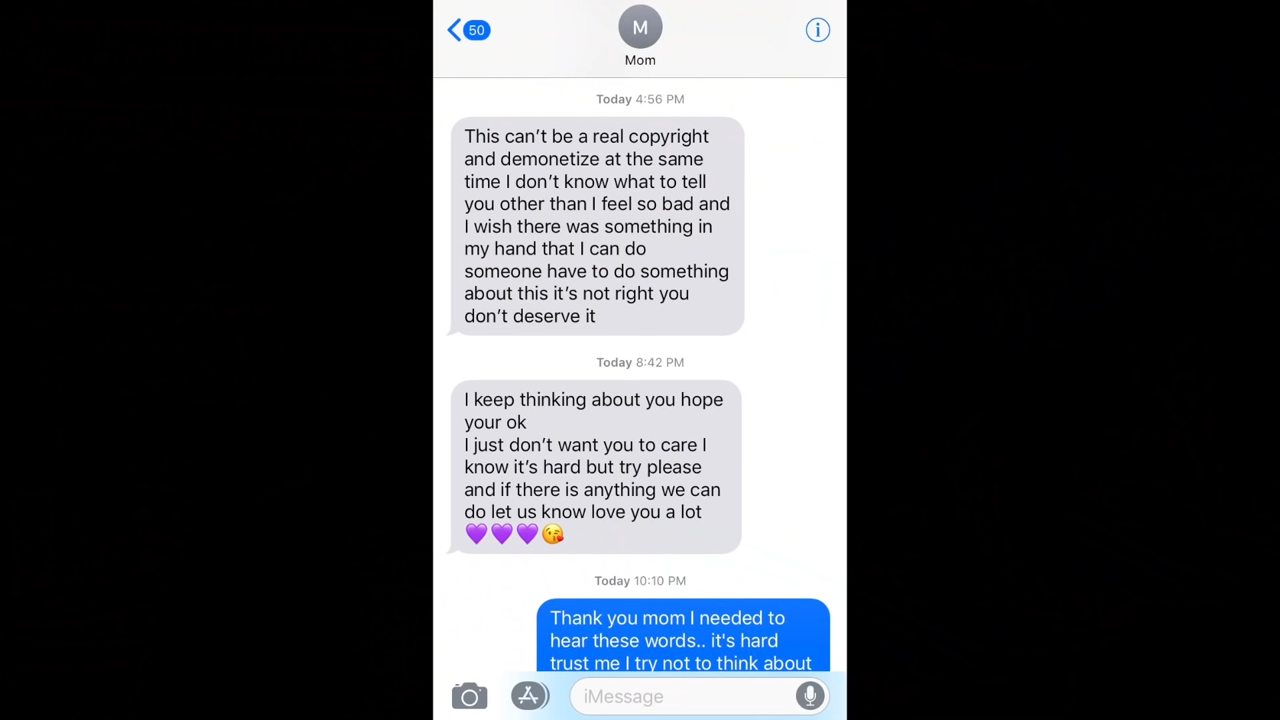 50
M
Mom
Today 4:56 PM
This can’t be a real copyright
and demonetize at the same
time I don’t know what to tell
you other than I feel so bad and
I wish there was something in
my hand that I can do
someone have to do something
about this it’s not right you
don’t deserve it
Today 8:42 PM
I keep thinking about you hope
your ok
I just don’t want you to care I
know it’s hard but try please
and if there is anything we can
do let us know love you a lot
💜💜💜😘
Today 10:10 PM
Thank you mom I needed to
hear these words.. it's hard
trust me I try not to think about
iMessage